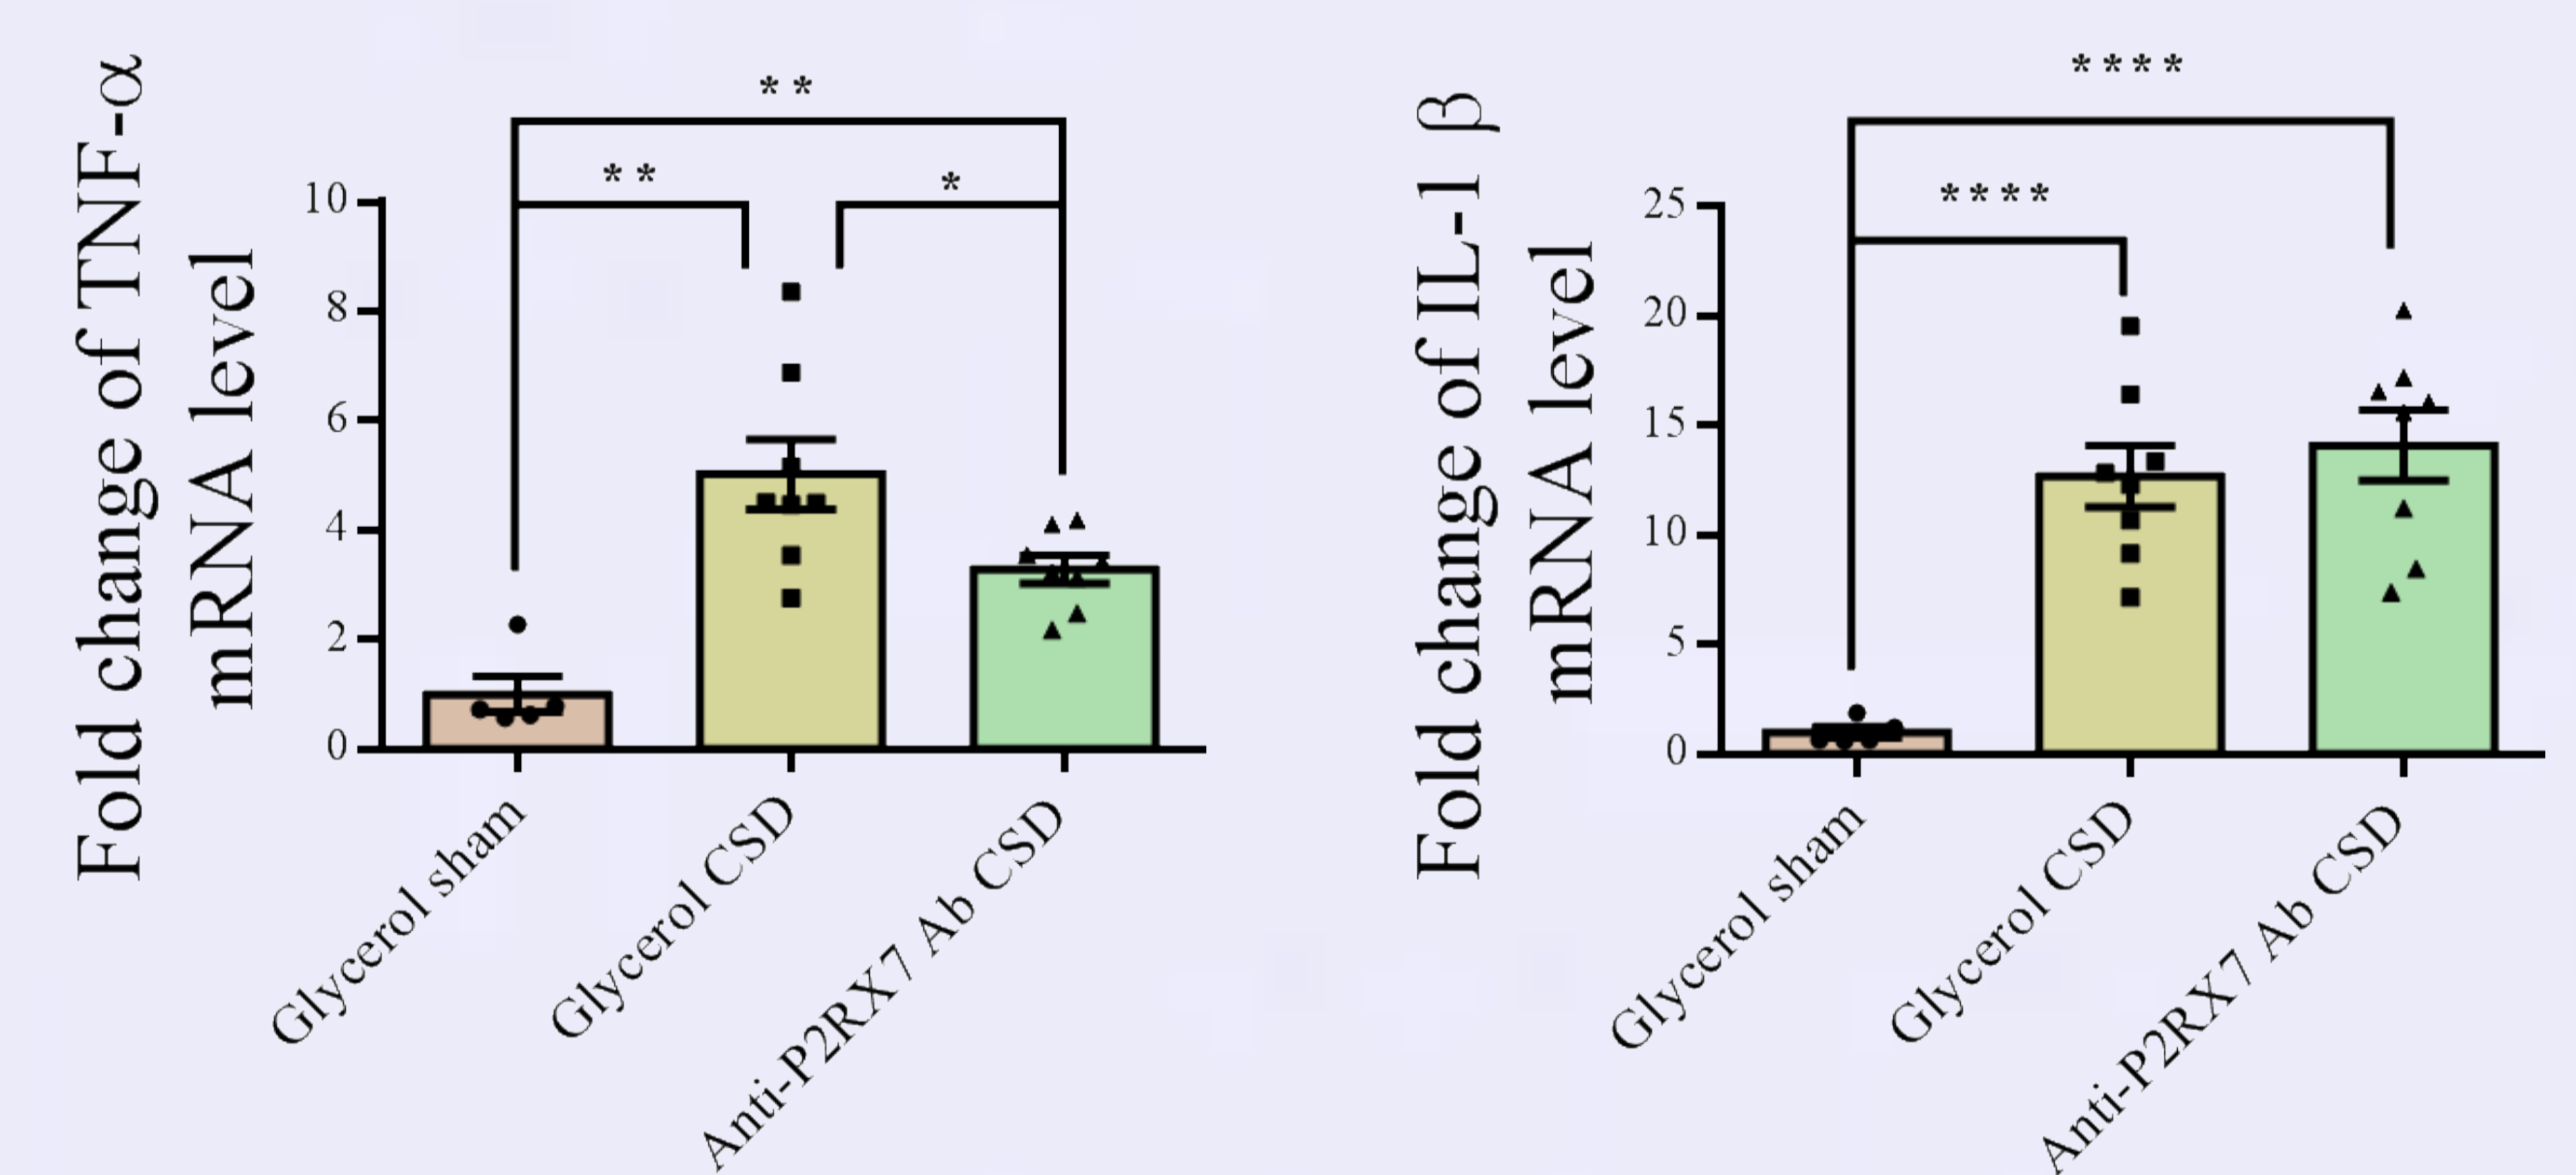 Fold change of TNF-α
mRNA level
**
**
*
10
8
6
4
2
0
Glycerol sham
Glycerol CSD
Anti-P2RX7 Ab CSD
Fold change of IL-1 β
mRNA level
****
****
25
20
15
10
5
0
Glycerol sham
Glycerol CSD
Anti-P2RX7 Ab CSD